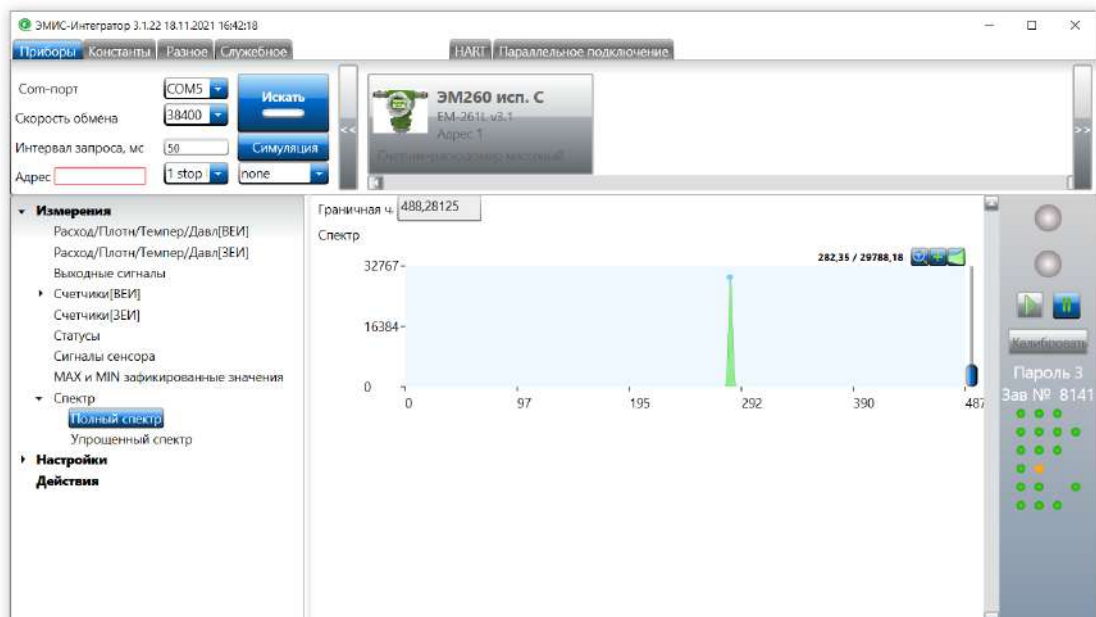 ЭМИС-Интегратор 3.1.22 18.11.2021 16:42:18
Приборы Константы Разное Служебное HART Параллельное подключение
Com-порт COM5
Искать
Скорость обмена 38400
Интервал запроса, мс 50 Симуляция
Адрес 1 stop none
<<
ЭМ260 исп. С
EM-261L v3.1
Адрес 1
Счетчик-расходомер массовый
>>
Измерения
Расход/Плотн/Темпер/Давл[ВЕИ]
Расход/Плотн/Темпер/Давл[ЗЕИ]
Выходные сигналы
Счетчики[ВЕИ]
Счетчики[ЗЕИ]
Статусы
Сигналы сенсора
MAX и MIN зафиксированные значения
Спектр
Полный спектр
Упрощенный спектр
Настройки
Действия
Граничная ч. 488,28125
Спектр
282,35 / 29788,18
32767
16384
0
0 97 195 292 390 487
Калибровать
Пароль 3
Зав № 8141